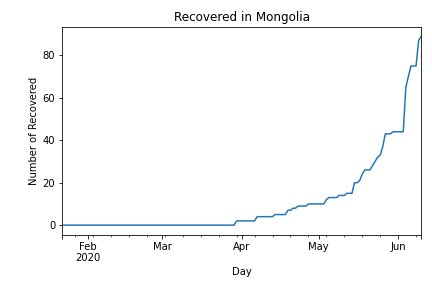 Recovered in Mongolia
Number of Recovered
80
60
40
20
0
Feb
2020
Mar
Apr
May
Jun
Day